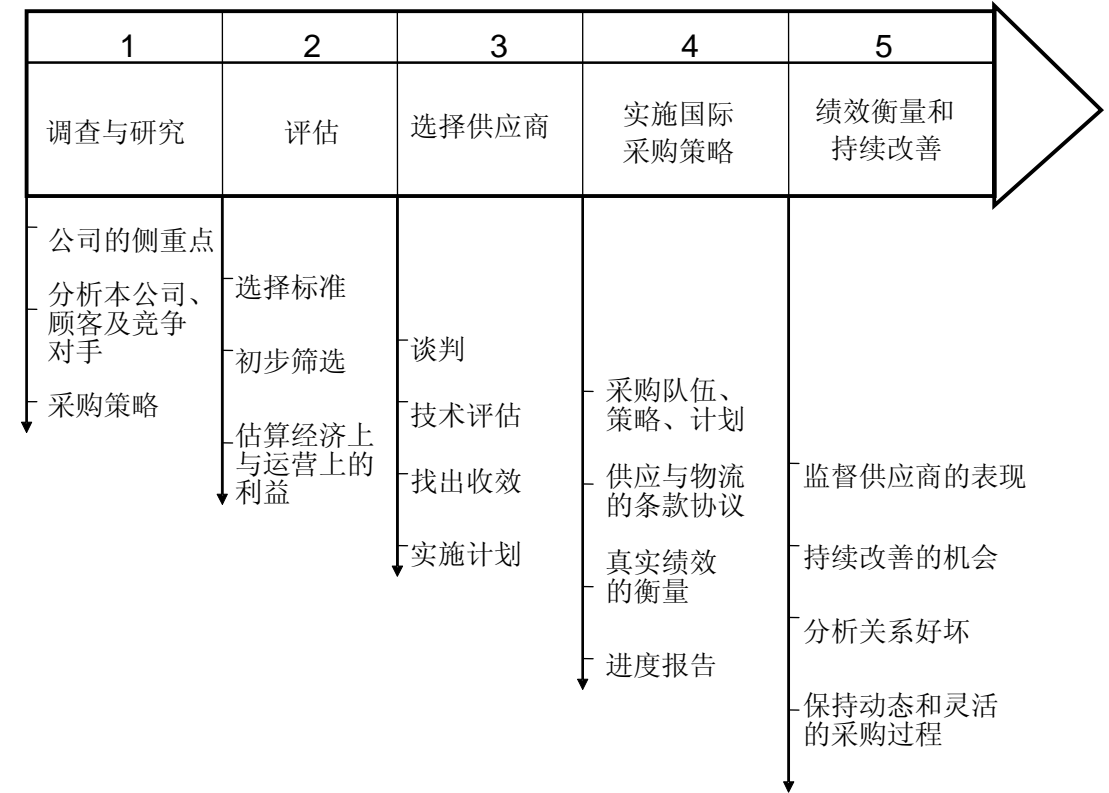 1
2
3
4
5
调查与研究
评估
选择供应商
实施国际
采购策略
绩效衡量和
持续改善
公司的侧重点
分析本公司、
顾客及竞争
对手
采购策略
选择标准
初步筛选
估算经济上
与运营上的
利益
谈判
技术评估
找出收效
实施计划
采购队伍、
策略、计划
供应与物流
的条款协议
真实绩效
的衡量
进度报告
监督供应商的表现
持续改善的机会
分析关系好坏
保持动态和灵活
的采购过程